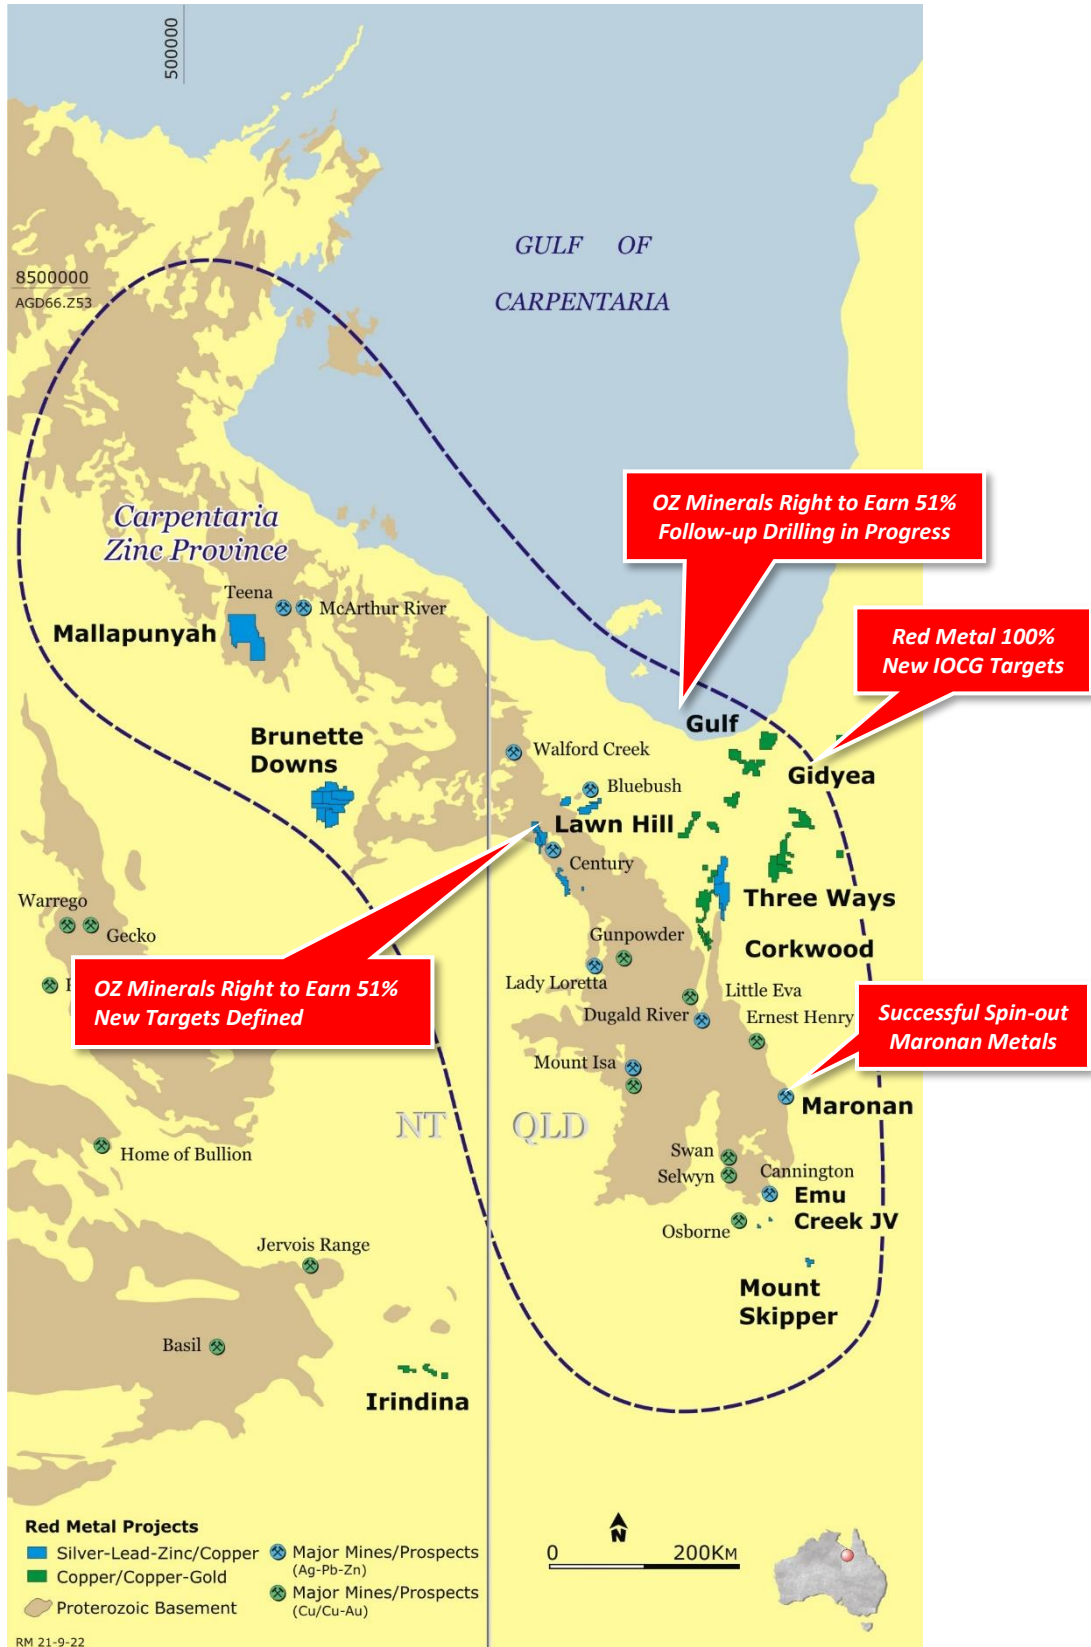 500000
GULF OF
CARPENTARIA
8500000
AGD66.Z53
OZ Minerals Right to Earn 51%
Follow-up Drilling in Progress
Carpentaria
Zinc Province
Teena
McArthur River
Mallapunyah
Red Metal 100%
New IOCG Targets
Gulf
Brunette
Downs
Walford Creek
Gidyea
Bluebush
Lawn Hill
Century
Three Ways
Warrego
Gecko
Gunpowder
Corkwood
Lady Loretta
OZ Minerals Right to Earn 51%
New Targets Defined
Little Eva
Dugald River
Ernest Henry
Successful Spin-out
Maronan Metals
Mount Isa
Maronan
NT
QLD
Home of Bullion
Swan
Selwyn
Cannington
Emu
Creek JV
Osborne
Jervois Range
Mount
Skipper
Basil
Irindina
Red Metal Projects
Silver-Lead-Zinc/Copper
Copper/Copper-Gold
Proterozoic Basement
Major Mines/Prospects
(Ag-Pb-Zn)
Major Mines/Prospects
(Cu/Cu-Au)
N
0 200KM
RM 21-9-22